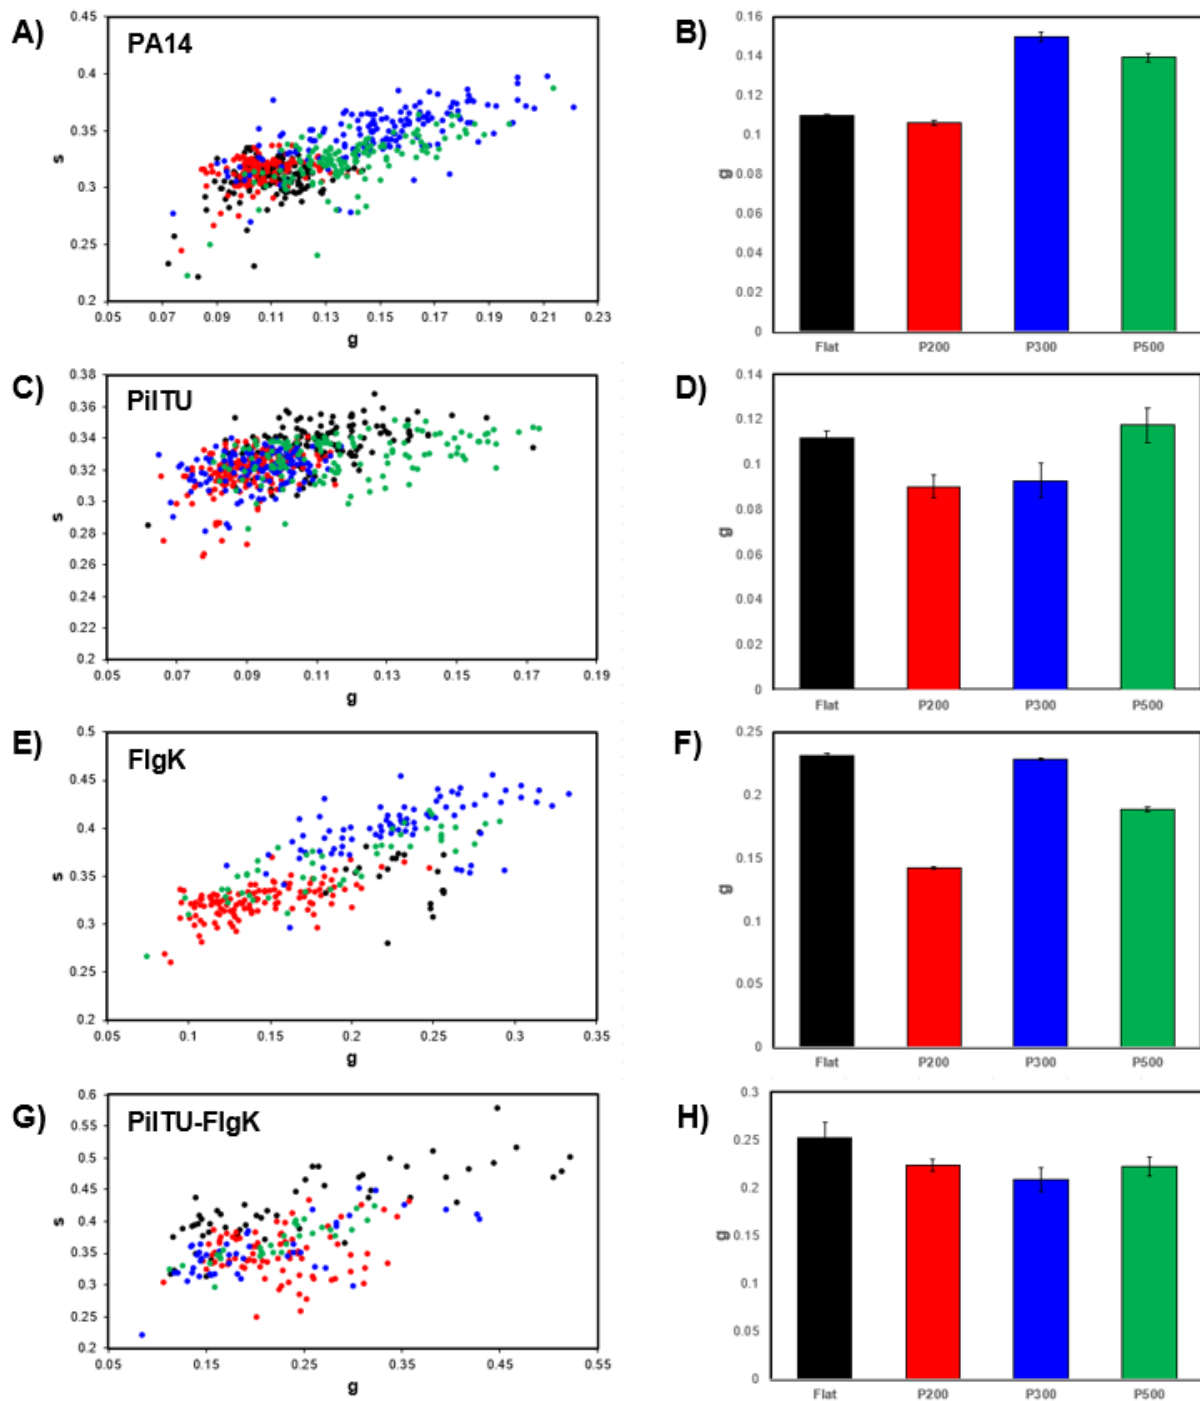 A)
PA14
0.45
0.4
0.35
0.3
0.25
0.2
s
0.05 0.07 0.09 0.11 0.13 0.15 0.17 0.19 0.21 0.23
g
B)
0.16
0.14
0.12
0.1
0.08
0.06
0.04
0.02
0
g
Flat P200 P300 P500
C)
PilTU
0.38
0.36
0.34
0.32
0.3
0.28
0.26
0.24
0.22
0.2
s
0.05 0.07 0.09 0.11 0.13 0.15 0.17 0.19
g
D)
0.14
0.12
0.1
0.08
0.06
0.04
0.02
0
g
Flat P200 P300 P500
E)
FlgK
0.5
0.45
0.4
0.35
0.3
0.25
0.2
s
0.05 0.1 0.15 0.2 0.25 0.3 0.35
g
F)
0.25
0.2
0.15
0.1
0.05
0
g
Flat P200 P300 P500
G)
PilTU-FlgK
0.6
0.55
0.5
0.45
0.4
0.35
0.3
0.25
0.2
s
0.05 0.15 0.25 0.35 0.45 0.55
g
H)
0.3
0.25
0.2
0.15
0.1
0.05
0
g
Flat P200 P300 P500